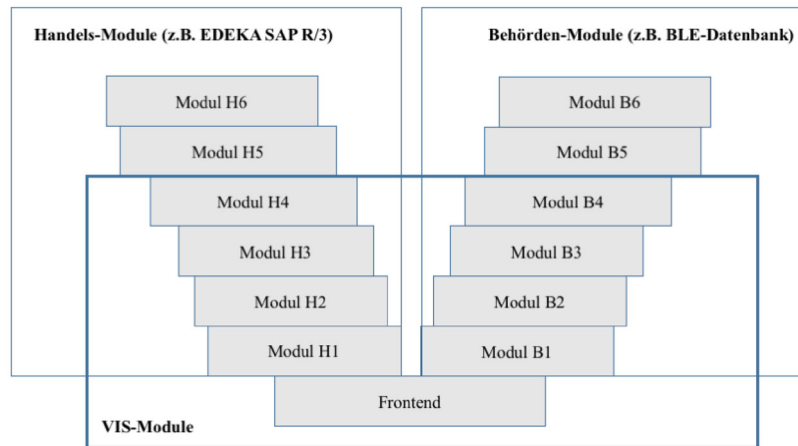 Handels-Module (z.B. EDEKA SAP R/3)
Behörden-Module (z.B. BLE-Datenbank)
Modul H6
Modul B6
Modul H5
Modul B5
Modul H4
Modul B4
Modul H3
Modul B3
Modul H2
Modul B2
Modul H1
Modul B1
Frontend
VIS-Module